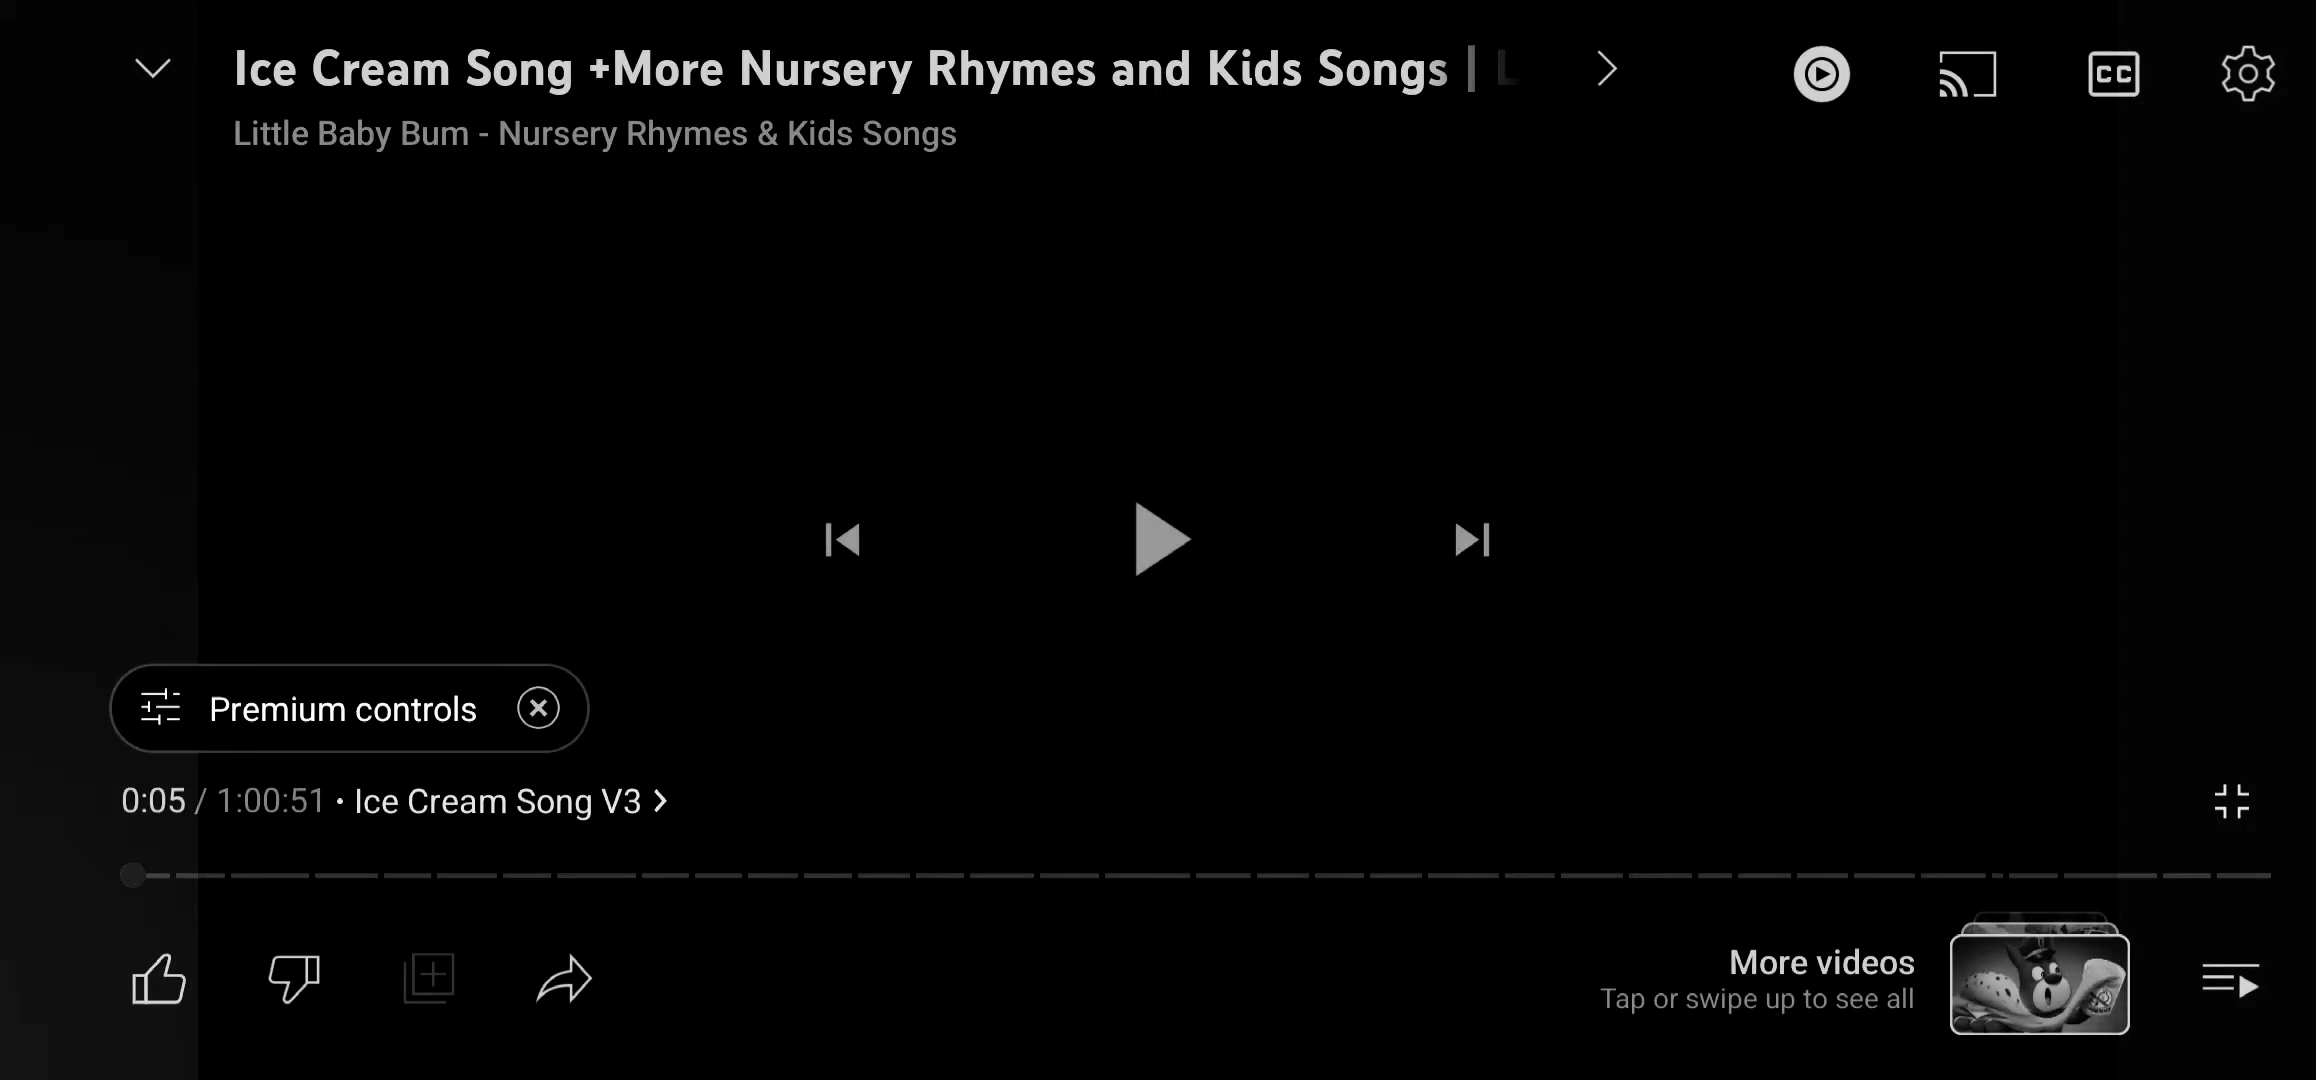 Ice Cream Song +More Nursery Rhymes and Kids Songs | L
Little Baby Bum - Nursery Rhymes & Kids Songs
CC
Premium controls
0:05 / 1:00:51 • Ice Cream Song V3
More videos
Tap or swipe up to see all